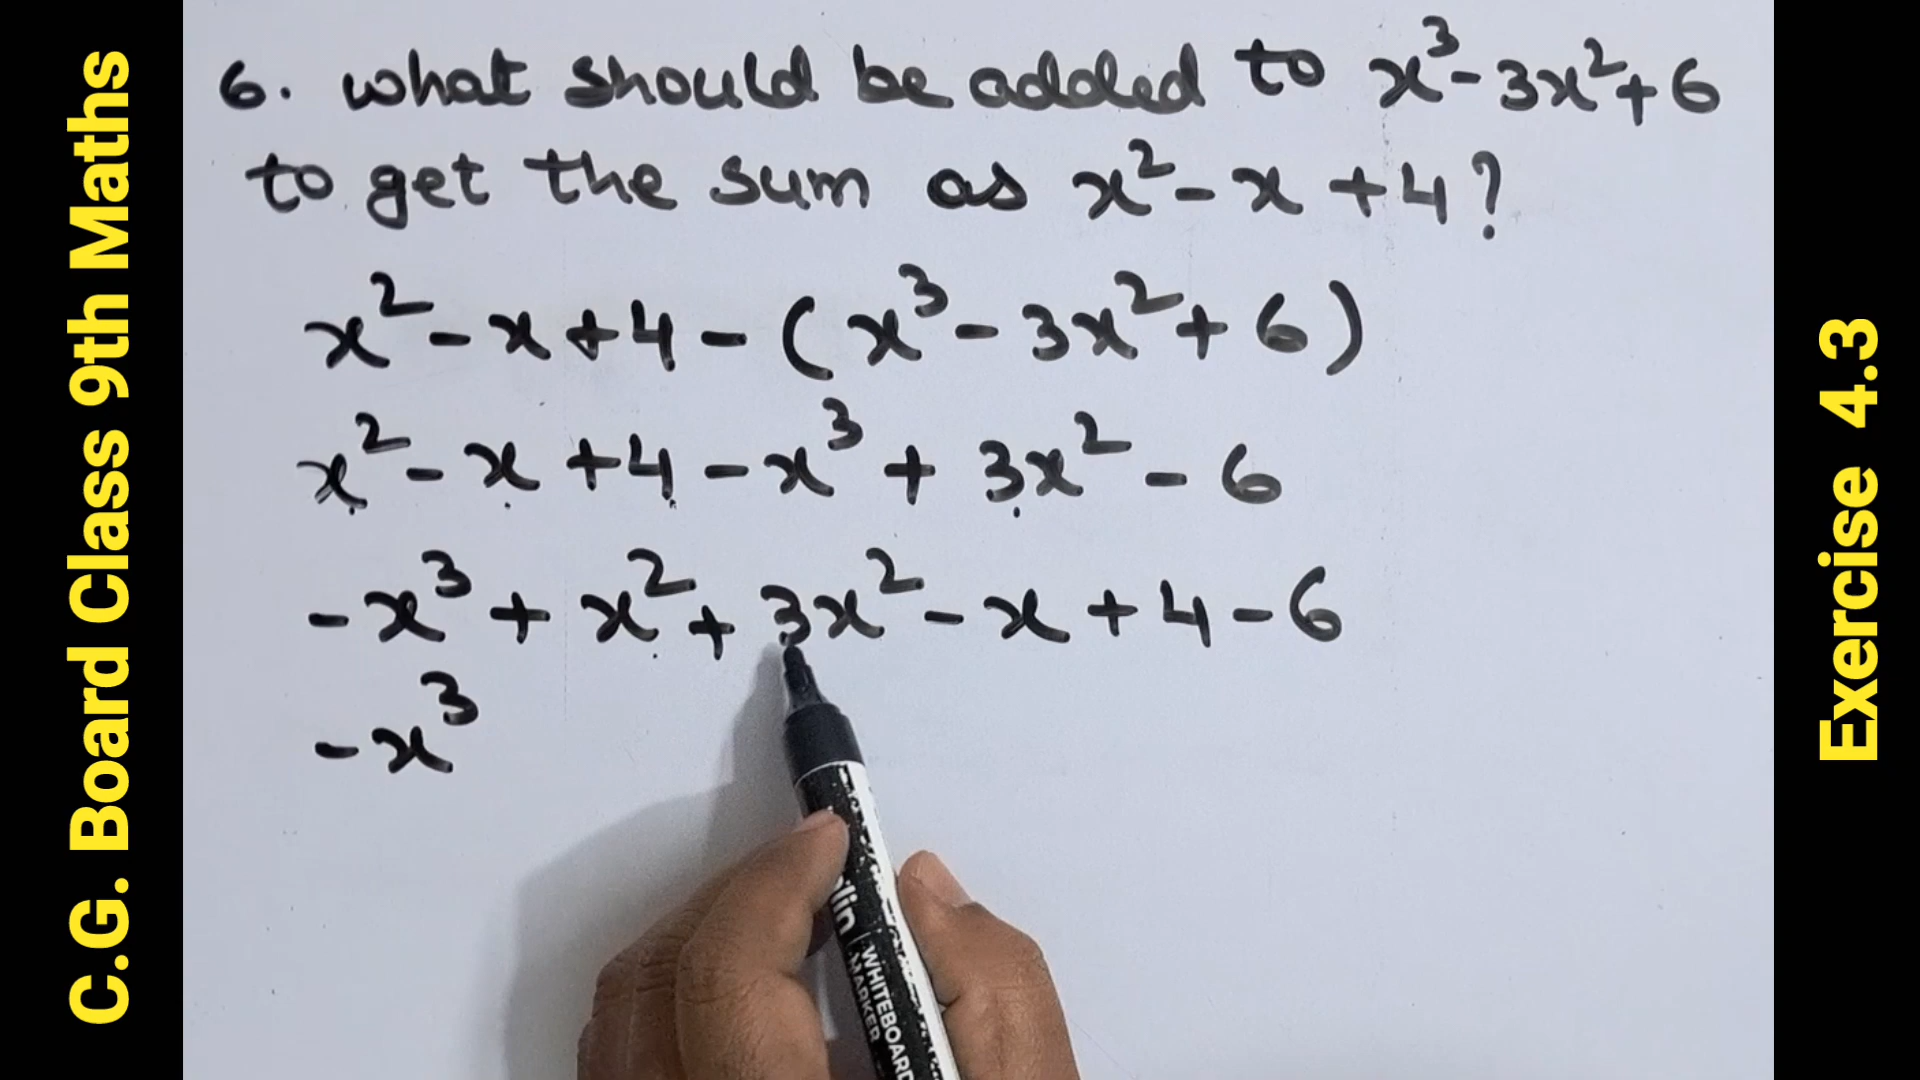 C.G. Board Class 9th Maths
6. what should be added to x³-3x²+6
to get the sum as x²-x+4?
x²-x+4-(x³-3x²+6)
x²-x+4-x³+3x²-6
-x³+x²+3x²-x+4-6
-x³
WHITEBOARD
MARKER
Exercise 4.3